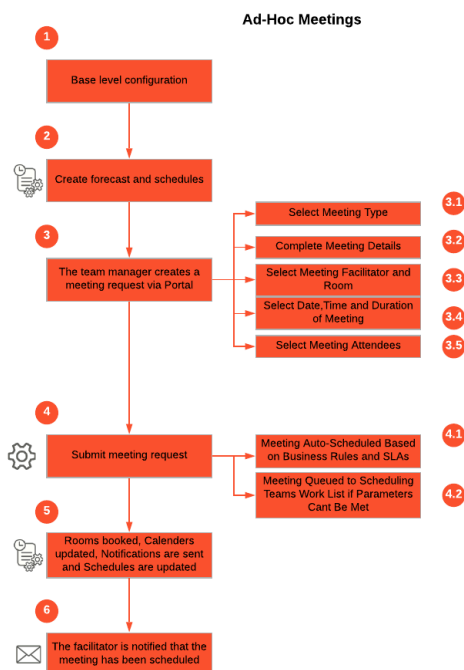 Ad-Hoc Meetings
1
Base level configuration
2
Create forecast and schedules
3
The team manager creates a
meeting request via Portal
Select Meeting Type
3.1
Complete Meeting Details
3.2
Select Meeting Facilitator and
Room
3.3
Select Date,Time and Duration
of Meeting
3.4
Select Meeting Attendees
3.5
4
Submit meeting request
Meeting Auto-Scheduled Based
on Business Rules and SLAs
4.1
Meeting Queued to Scheduling
Teams Work List if Parameters
Cant Be Met
4.2
5
Rooms booked, Calenders
updated, Notifications are sent
and Schedules are updated
6
The facilitator is notified that the
meeting has been scheduled